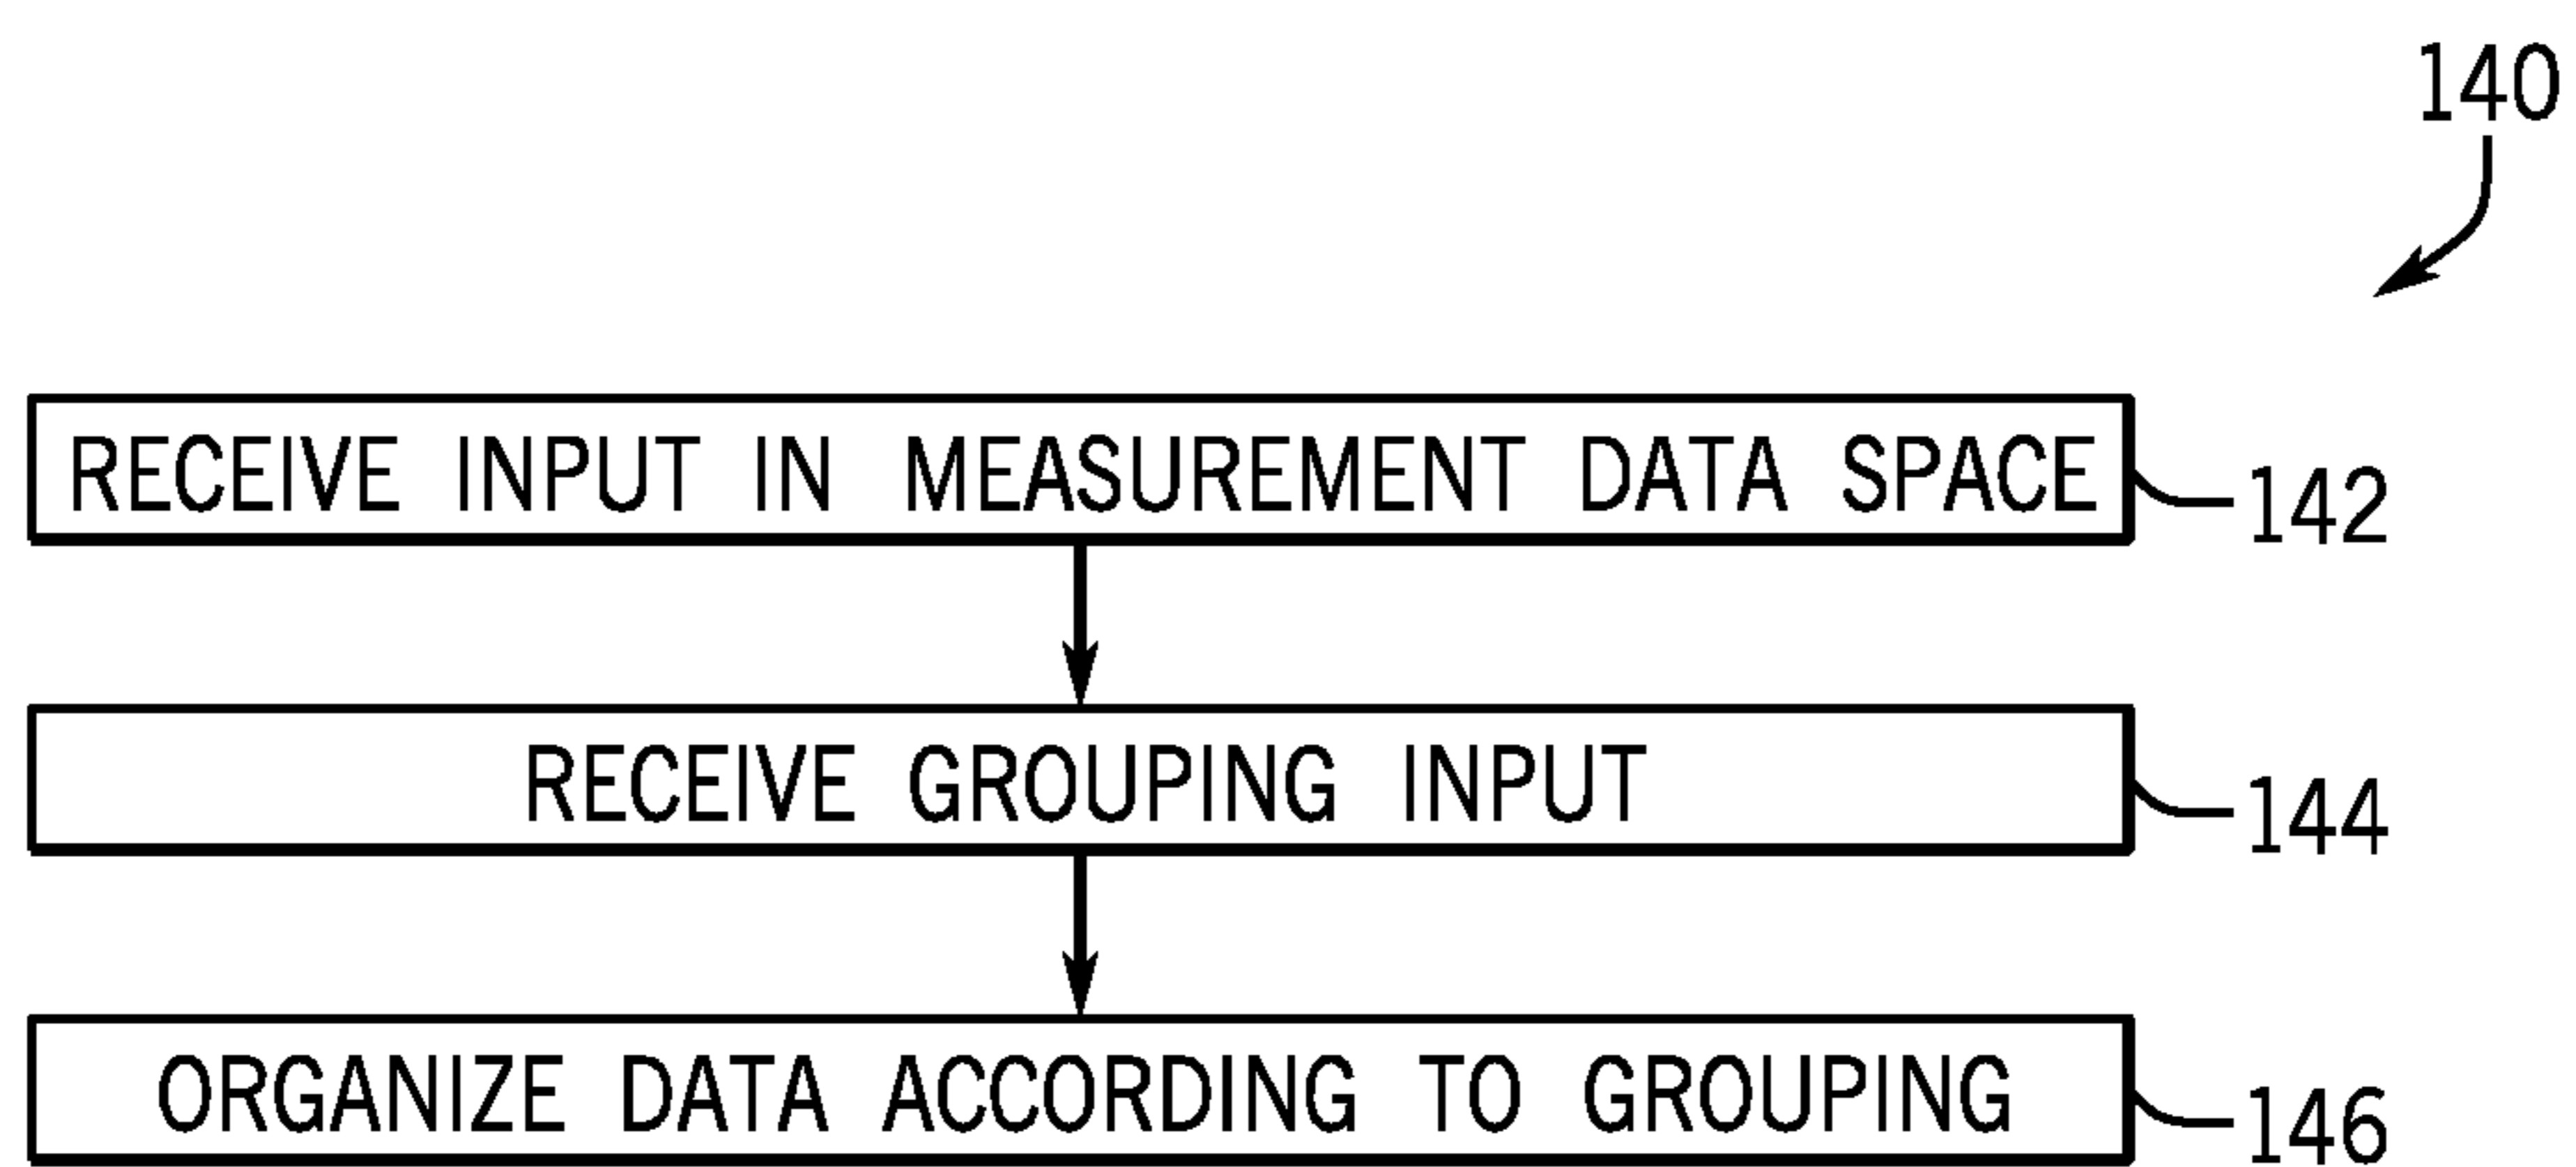 140
RECEIVE INPUT IN MEASUREMENT DATA SPACE
142
RECEIVE GROUPING INPUT
144
ORGANIZE DATA ACCORDING TO GROUPING
146